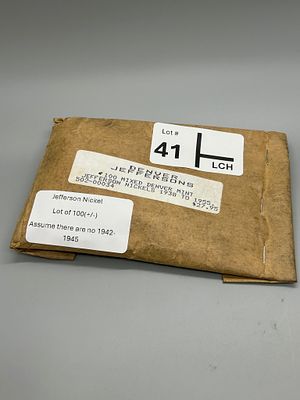 Lot #
41
LCH
DENVER
JEFFERSONS
100 MIXED DENVER MINT
JEFFERSON NICKELS 1938 TO 1955,
502-00034
$27.95
Jefferson Nickel
Lot of 100(+/-)
Assume there are no 1942-
1945